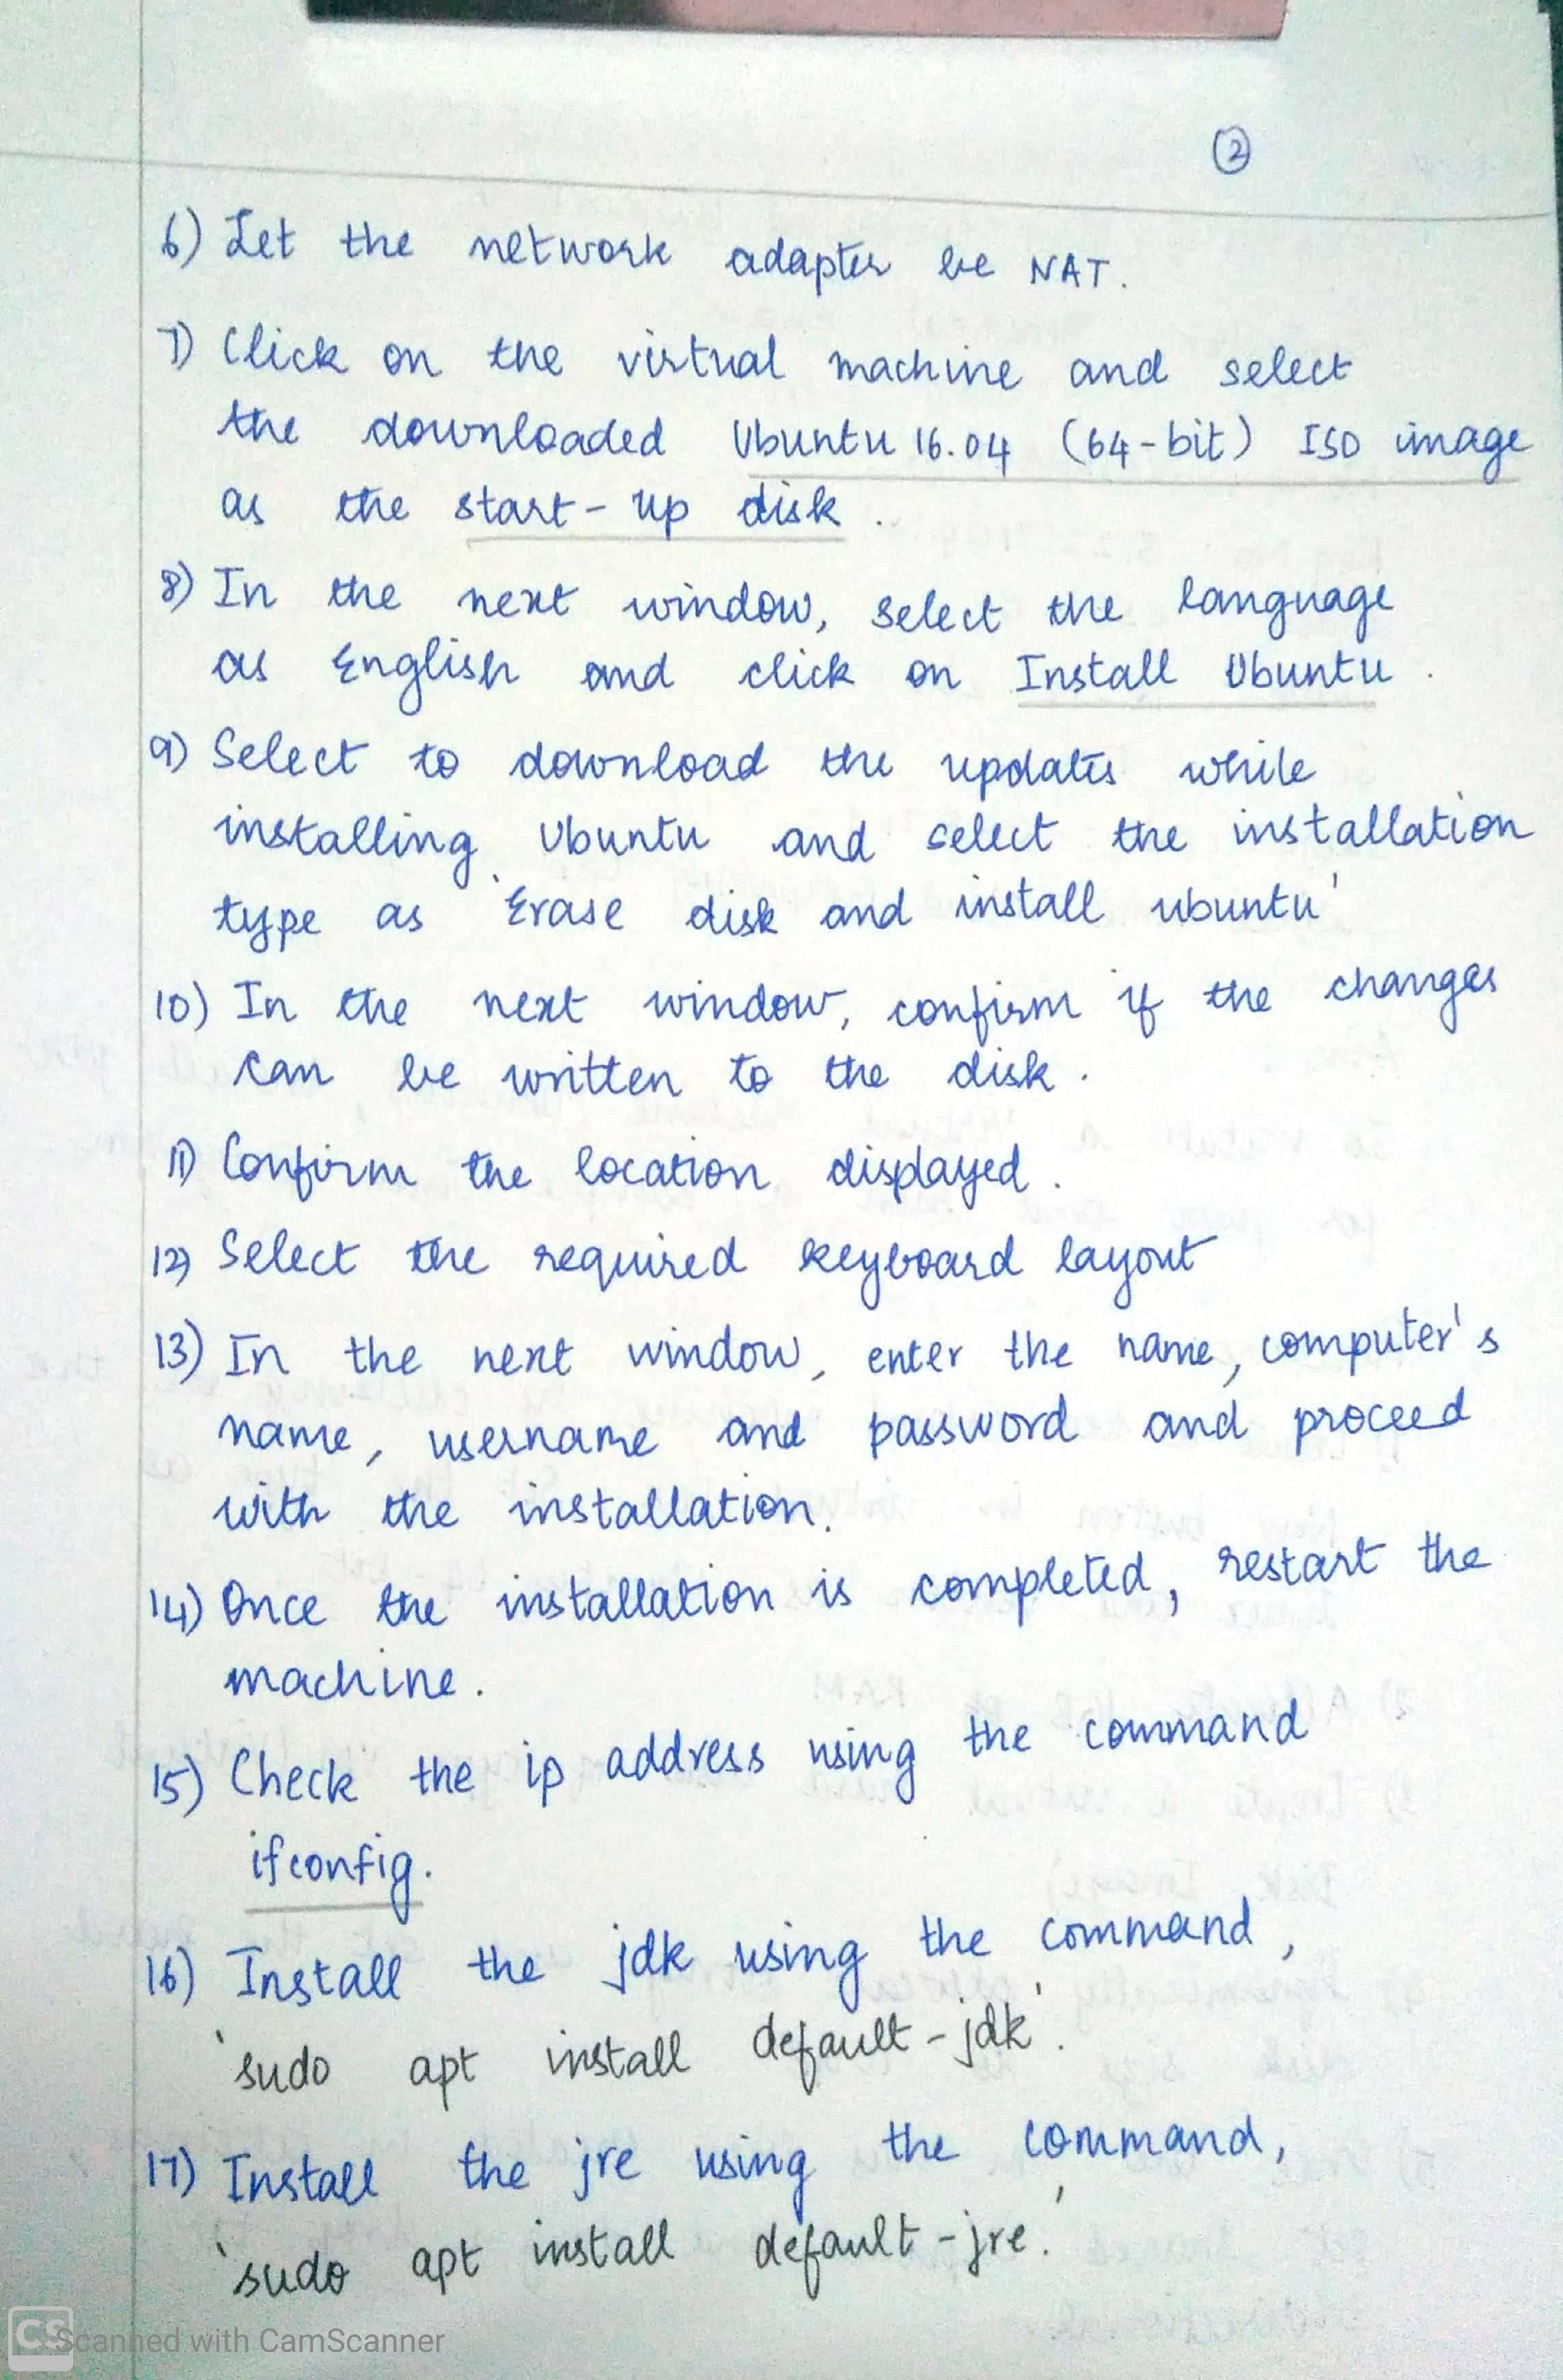 2
6) Let the network adapter be NAT.
7) Click on the virtual machine and select
the downloaded Ubuntu 16.04 (64-bit) ISO image
as the start-up disk.
8) In the next window, select the language
as English and click on Install Ubuntu.
9) Select to download the updates while
installing Ubuntu and select the installation
type as 'Erase disk and install ubuntu'
10) In the next window, confirm if the changes
can be written to the disk.
11) Confirm the location displayed.
12) Select the required keyboard layout
13) In the next window, enter the name, computer's
name, username and password and proceed
with the installation.
14) Once the installation is completed, restart the
machine.
15) Check the ip address using the command
ifconfig.
16) Install the jdk using the command,
'sudo apt install default-jdk'.
17) Install the jre using the command,
'sudo apt install default-jre.'
CS Scanned with CamScanner